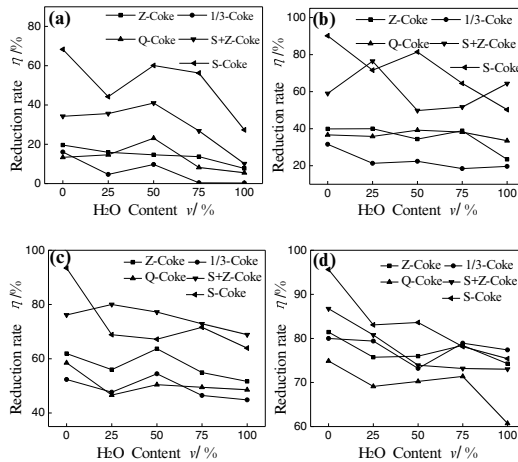 (a)
Z-Coke 1/3-Coke
Q-Coke S+Z-Coke
S-Coke
Reduction rate η/%
100
80
60
40
20
0
0 25 50 75 100
H2O Content v/ %
(b)
Z-Coke 1/3-Coke
Q-Coke S+Z-Coke
S-Coke
Reduction rate η/%
100
80
60
40
20
0 25 50 75 100
H2O Content v/ %
(c)
Z-Coke 1/3-Coke
Q-Coke S+Z-Coke
S-Coke
Reduction rate η/%
100
80
60
40
0 25 50 75 100
H2O Content v/ %
(d)
Z-Coke 1/3-Coke
Q-Coke S+Z-Coke
S-Coke
Reduction rate η/%
100
90
80
70
60
0 25 50 75 100
H2O Content v/ %